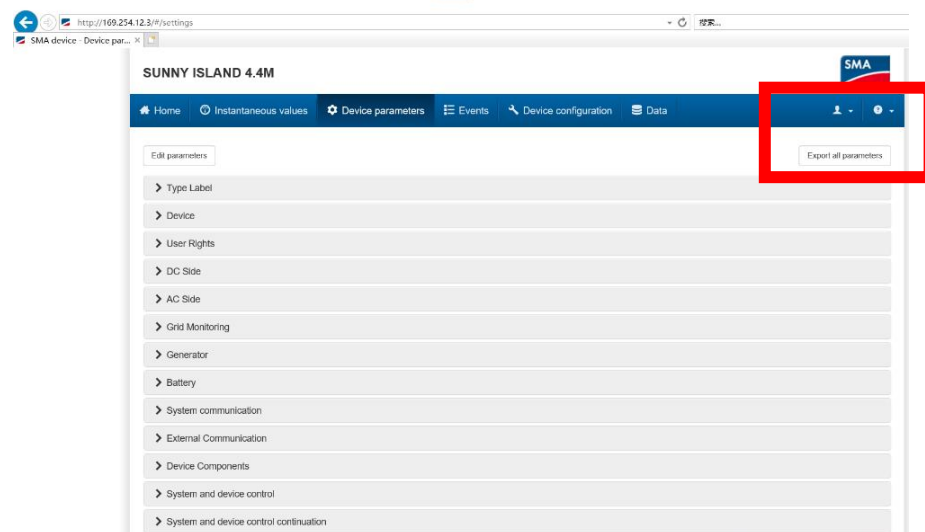 http://169.254.12.3/#/settings
搜索...
SMA device - Device par...
SUNNY ISLAND 4.4M
SMA
Home Instantaneous values Device parameters Events Device configuration Data
Edit parameters Export all parameters
Type Label
Device
User Rights
DC Side
AC Side
Grid Monitoring
Generator
Battery
System communication
External Communication
Device Components
System and device control
System and device control continuation